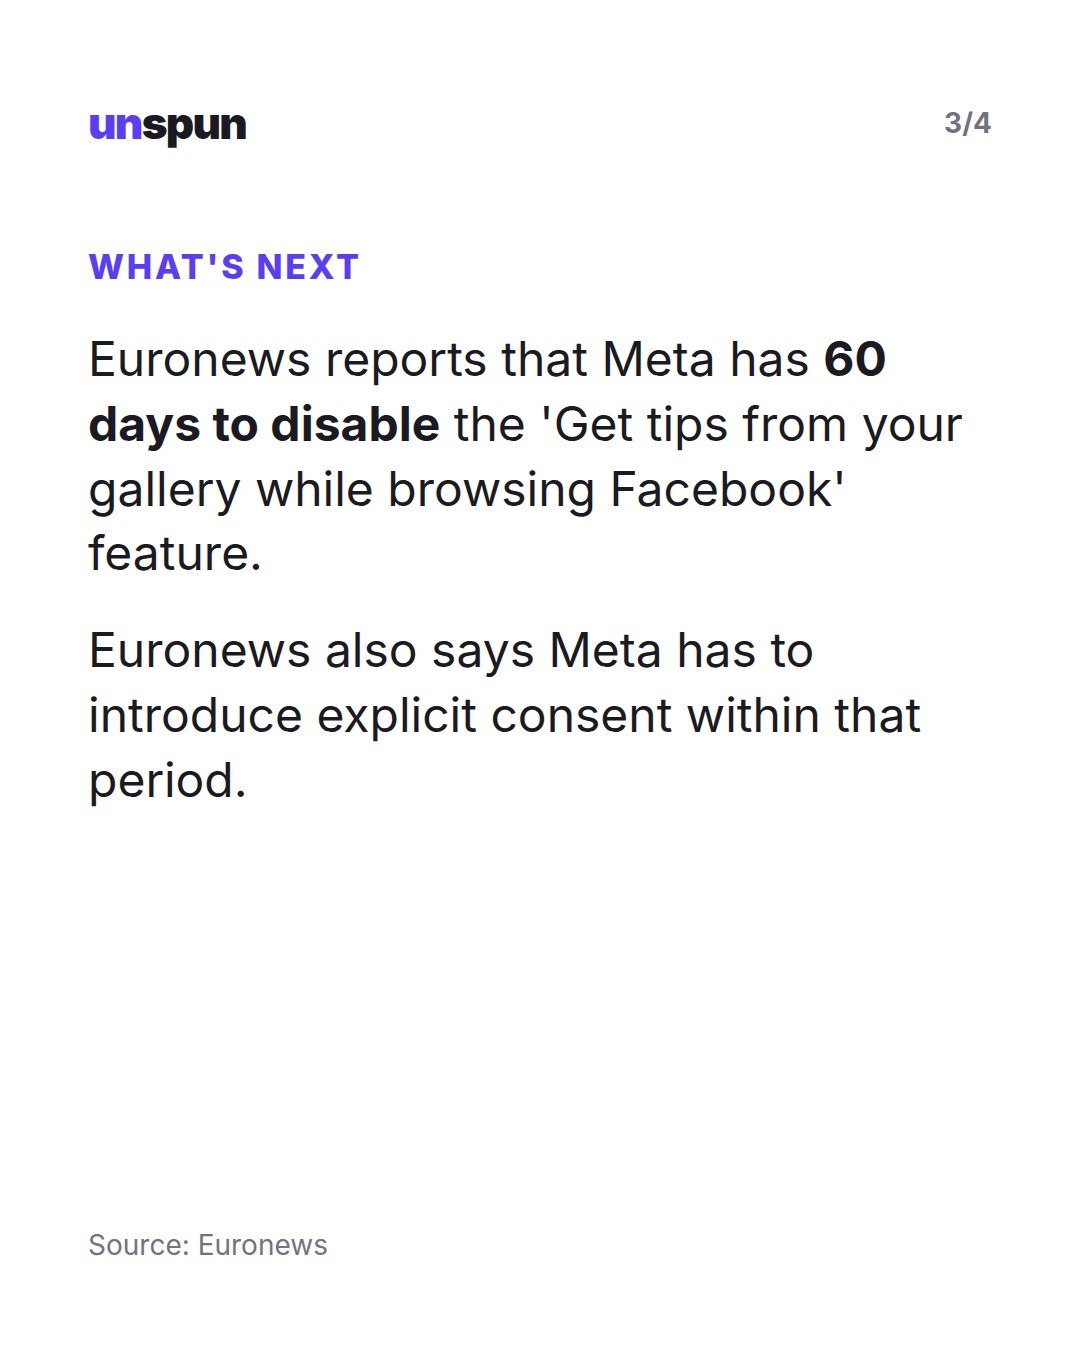 unspun
3/4
WHAT'S NEXT
Euronews reports that Meta has 60
days to disable the 'Get tips from your
gallery while browsing Facebook'
feature.
Euronews also says Meta has to
introduce explicit consent within that
period.
Source: Euronews